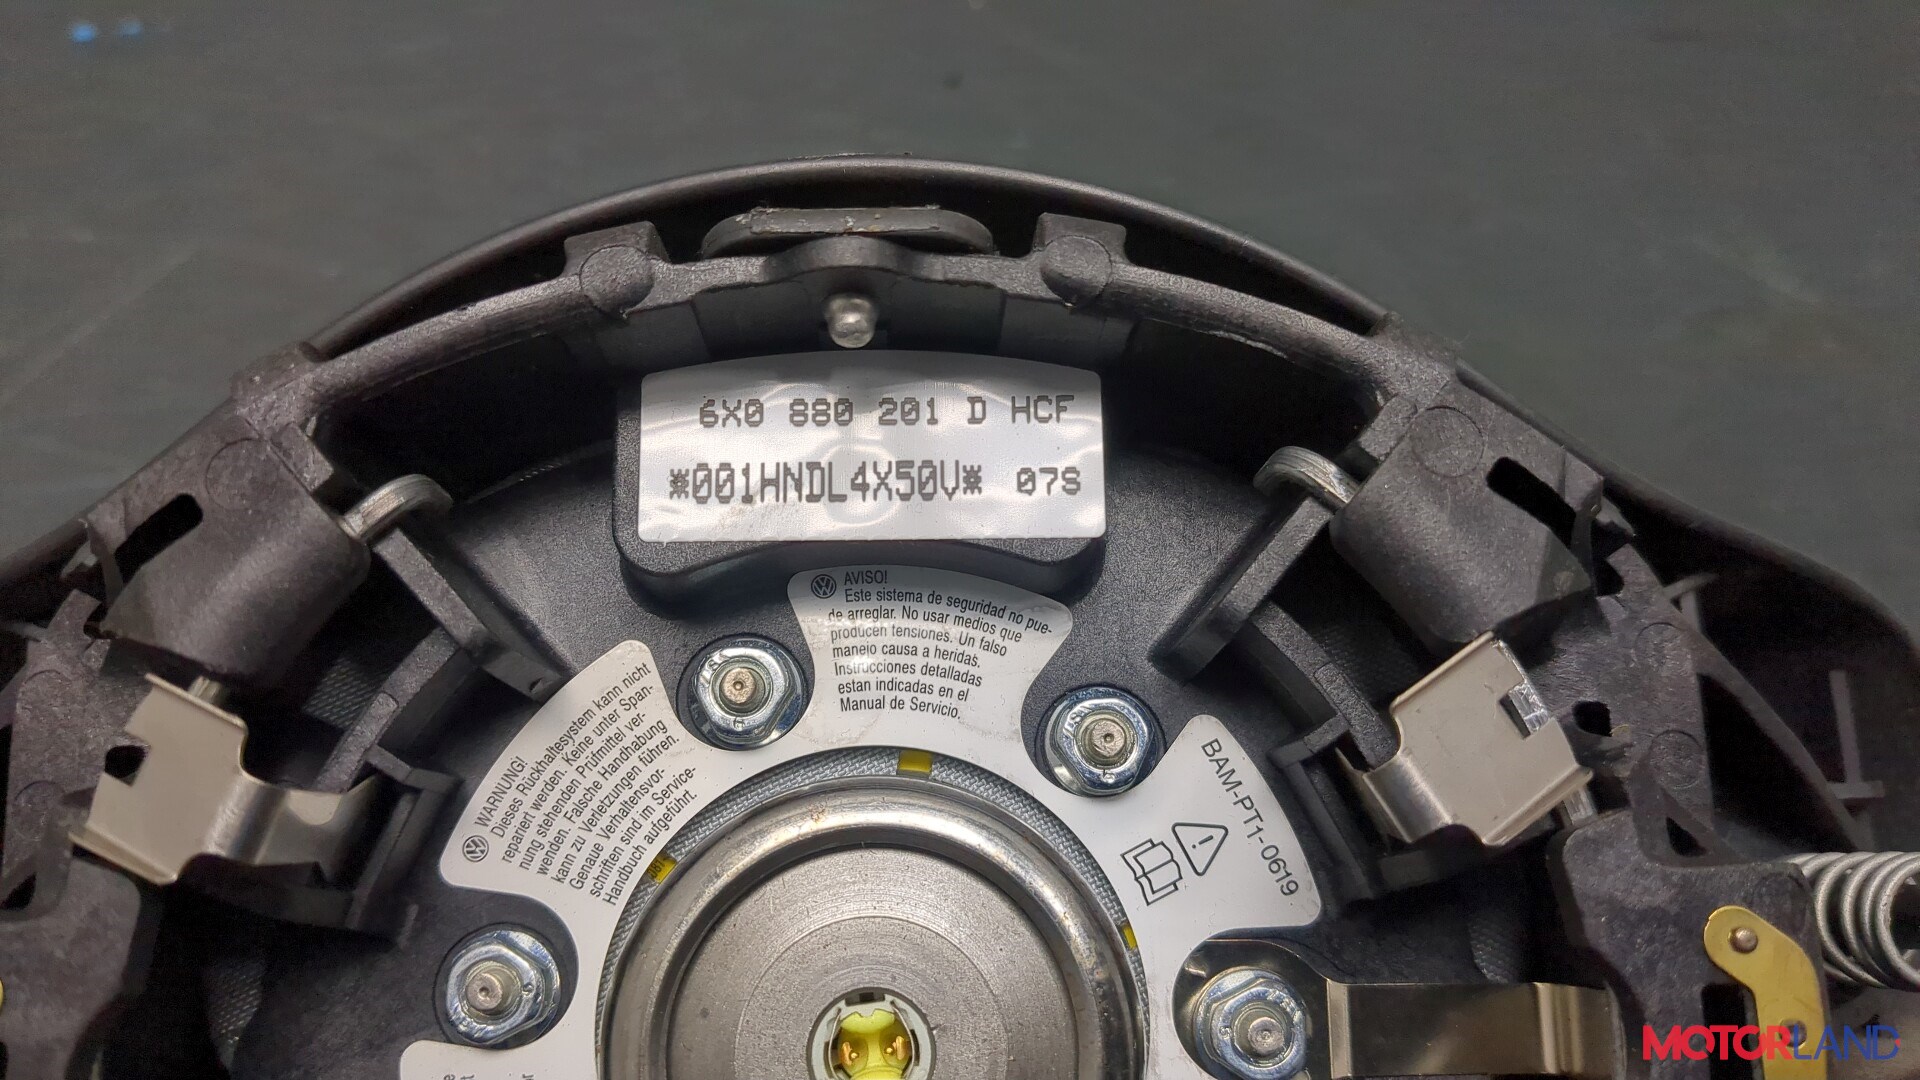 6X0 880 201 D HCF
*001HNDL4X50V* 07S
AVISO!
Este sistema de seguridad no pue-
de arreglar. No usar medios que
producen tensiones. Un falso
manejo causa a heridas.
Instrucciones detalladas
estan indicadas en el
Manual de Servicio.
WARNUNG!
Dieses Rückhaltesystem kann nicht
repariert werden. Keine unter Span-
nung stehenden Prüfmittel ver-
wenden. Falsche Handhabung
kann zu Verletzungen führen.
Genaue Verhaltensvor-
schriften sind im Service-
Handbuch aufgeführt.
BAM-PT1-0619
MOTORLAND